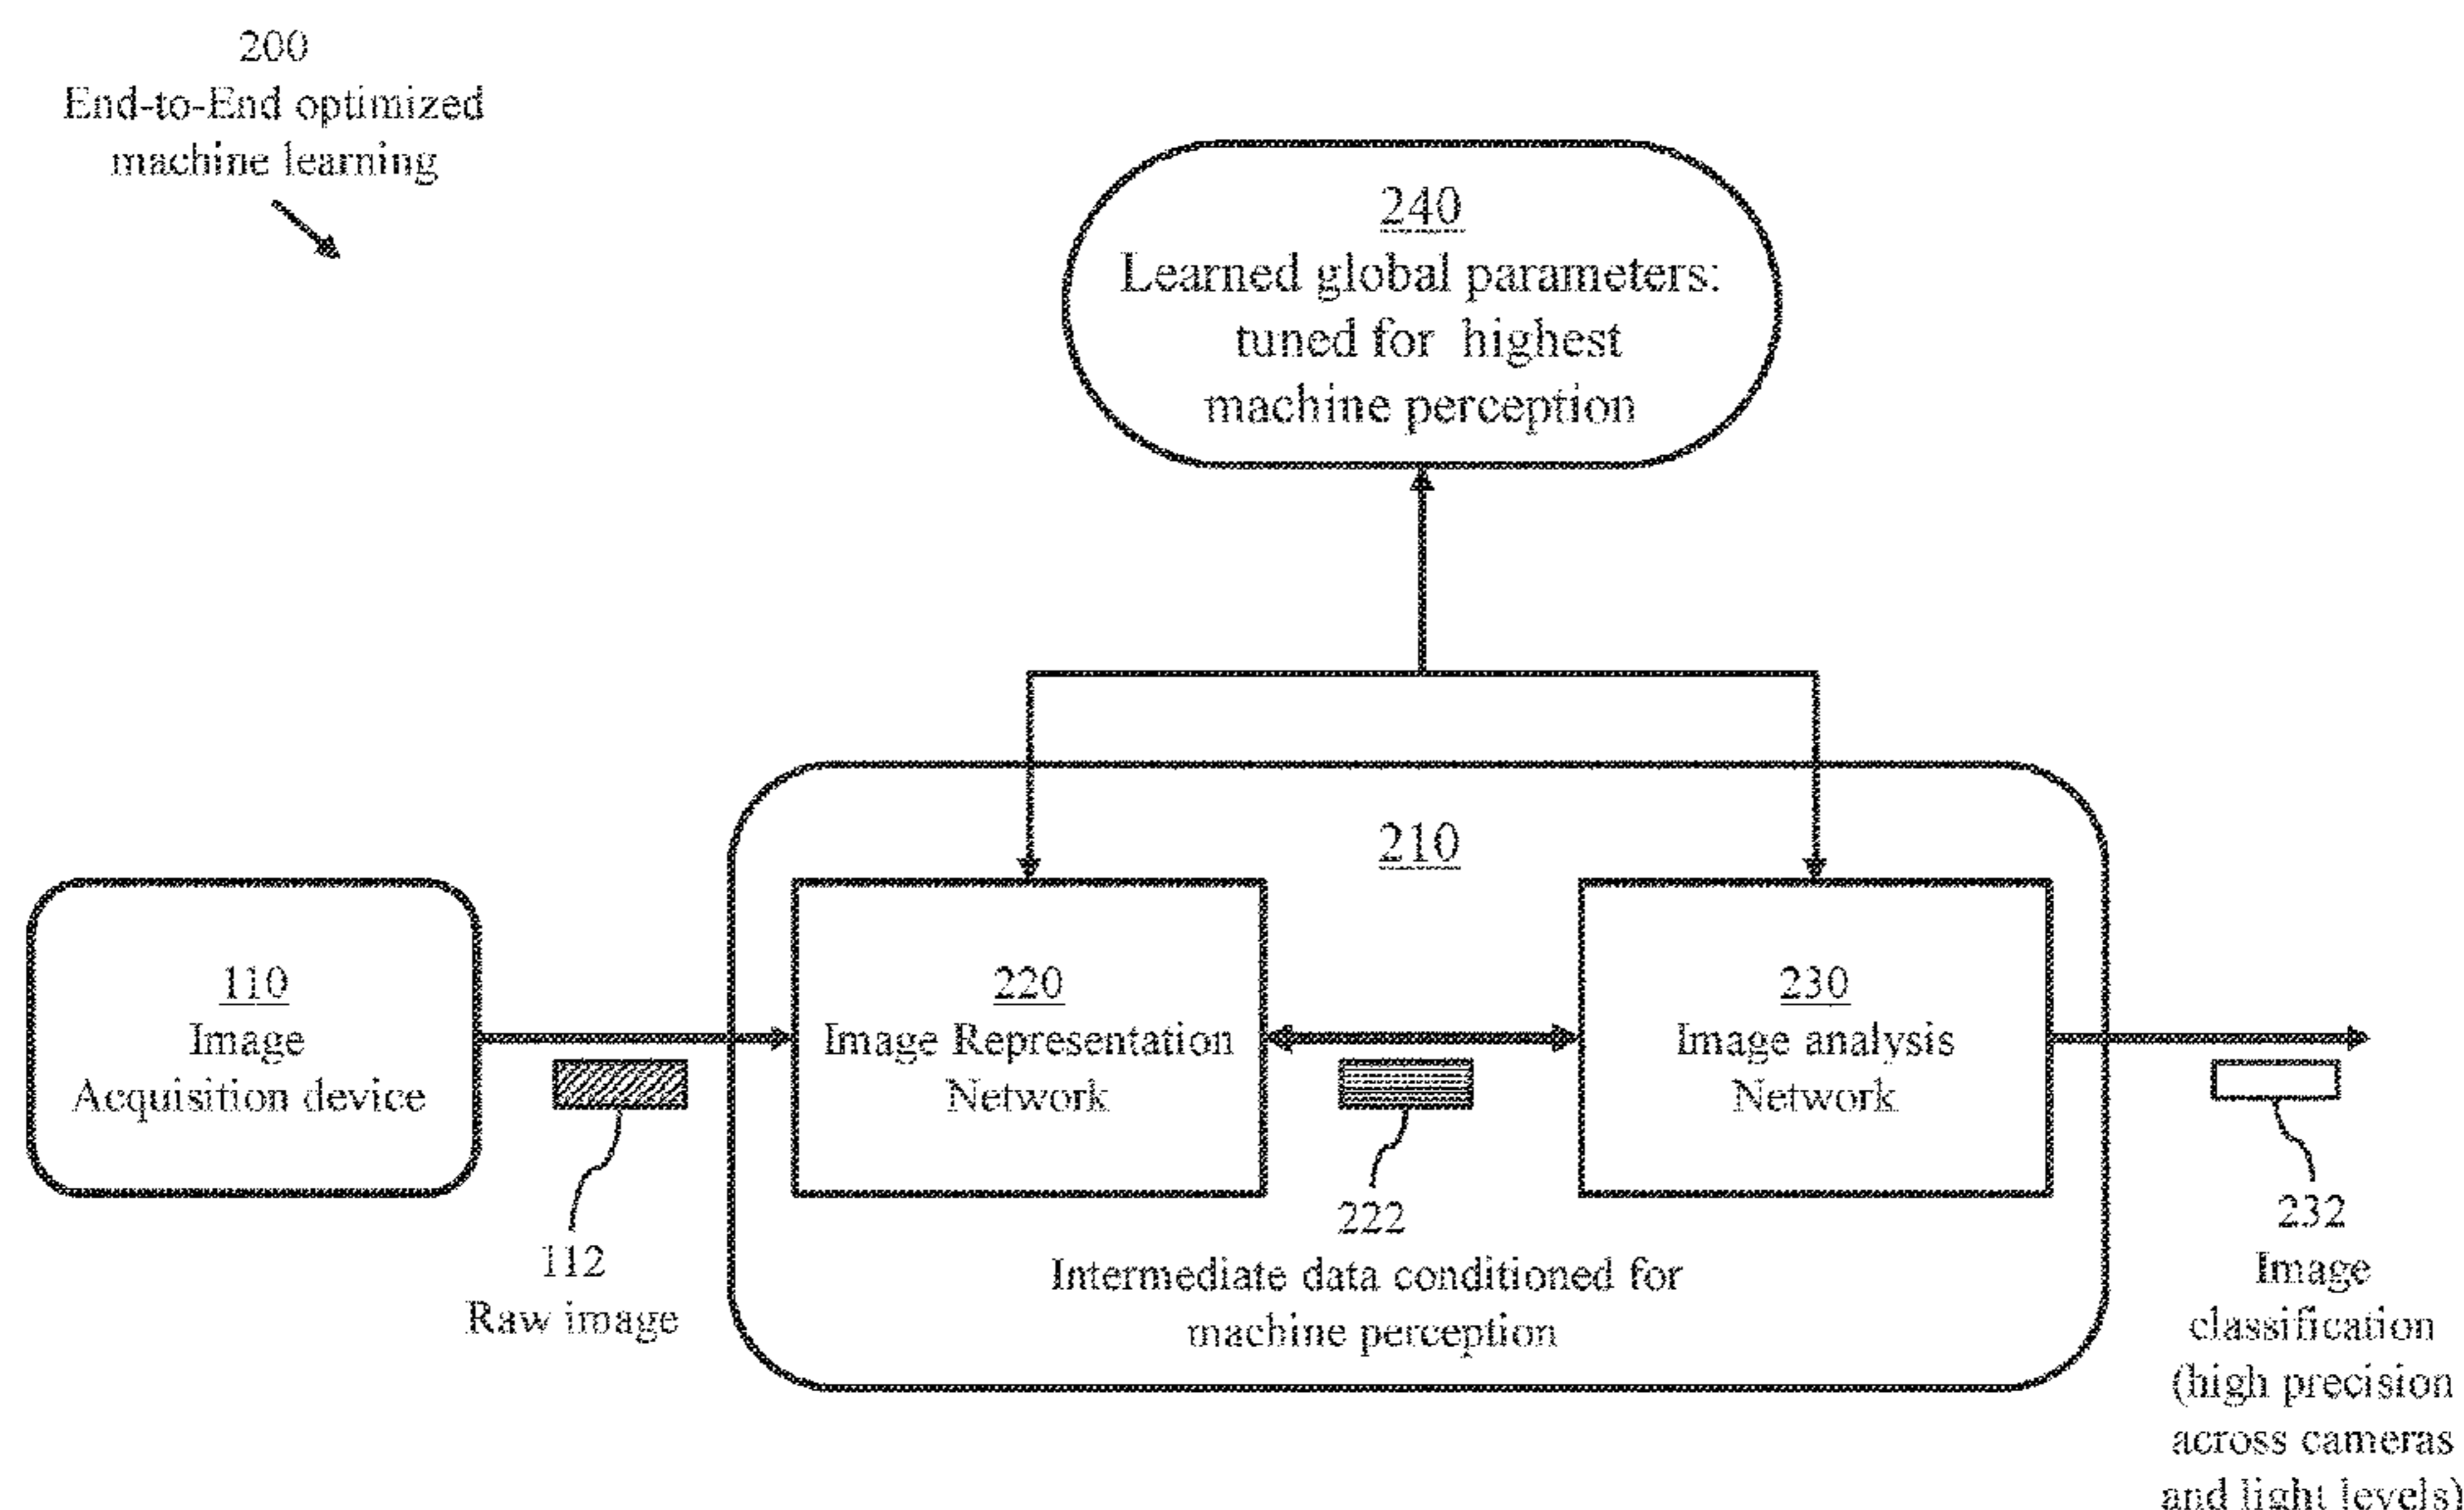 200
End-to-End optimized
machine learning
240
Learned global parameters:
tuned for highest
machine perception
210
110
Image
Acquisition device
220
Image Representation
Network
230
Image analysis
Network
112
Raw image
222
Intermediate data conditioned for
machine perception
232
Image
classification
(high precision
across cameras
and light levels)